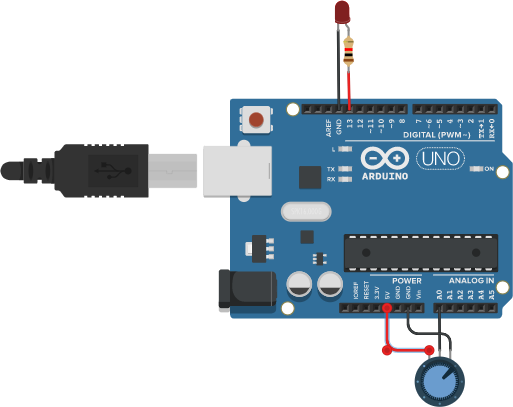 AREF
GND
13
12
~11
~10
~9
8
7
~6
~5
~4
~3
2
TX→1
RX←0
DIGITAL (PWM~)
L
TX
RX
ARDUINO
UNO
ON
POWER
ANALOG IN
IOREF
RESET
3.3V
5V
GND
GND
Vin
A0
A1
A2
A3
A4
A5